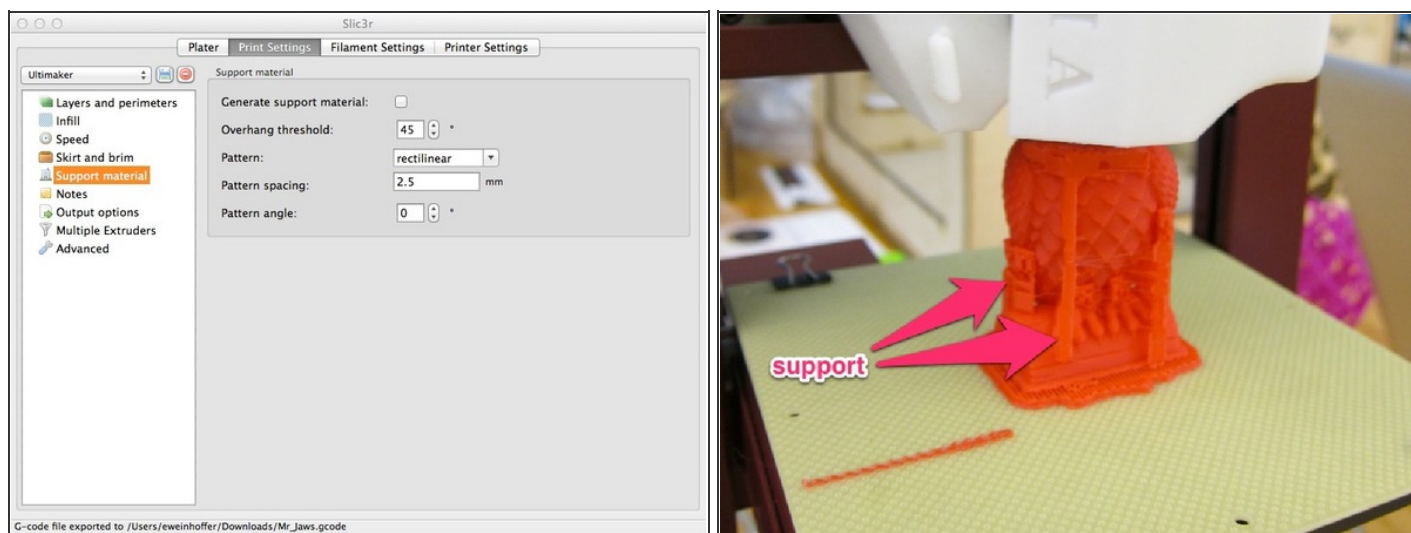 Slic3r
Plater Print Settings Filament Settings Printer Settings
Ultimaker
Layers and perimeters
Infill
Speed
Skirt and brim
Support material
Notes
Output options
Multiple Extruders
Advanced
Support material
Generate support material:
Overhang threshold: 45 °
Pattern: rectilinear
Pattern spacing: 2.5 mm
Pattern angle: 0 °
G-code file exported to /Users/eweinhoffer/Downloads/Mr_Jaws.gcode
LA
support